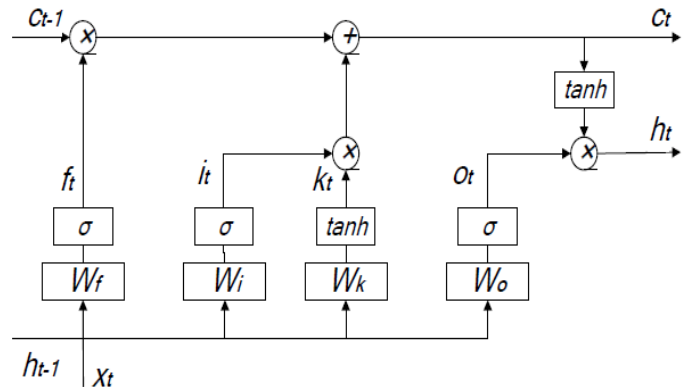 Ct-1 x + Ct
tanh
ft it kt x Ot x ht
σ σ tanh σ
Wf Wi Wk Wo
ht-1
Xt